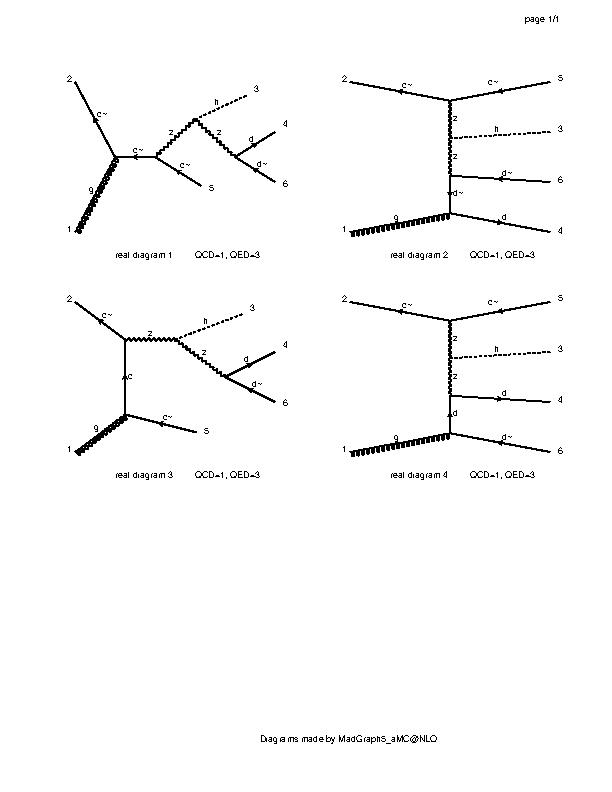 page 1/1
2
c~
g
1
c~
z
h
3
z
d
4
d~
6
c~
5
real diagram 1 QCD=1, QED=3
2
c~
c~
5
z
h
3
z
6
d~
d~
g
1
d
4
real diagram 2 QCD=1, QED=3
2
c~
z
h
3
z
d
4
d~
6
c
g
1
c~
5
real diagram 3 QCD=1, QED=3
2
c~
c~
5
z
h
3
z
d
4
d
g
1
d~
6
real diagram 4 QCD=1, QED=3
Diagrams made by MadGraph5_aMC@NLO